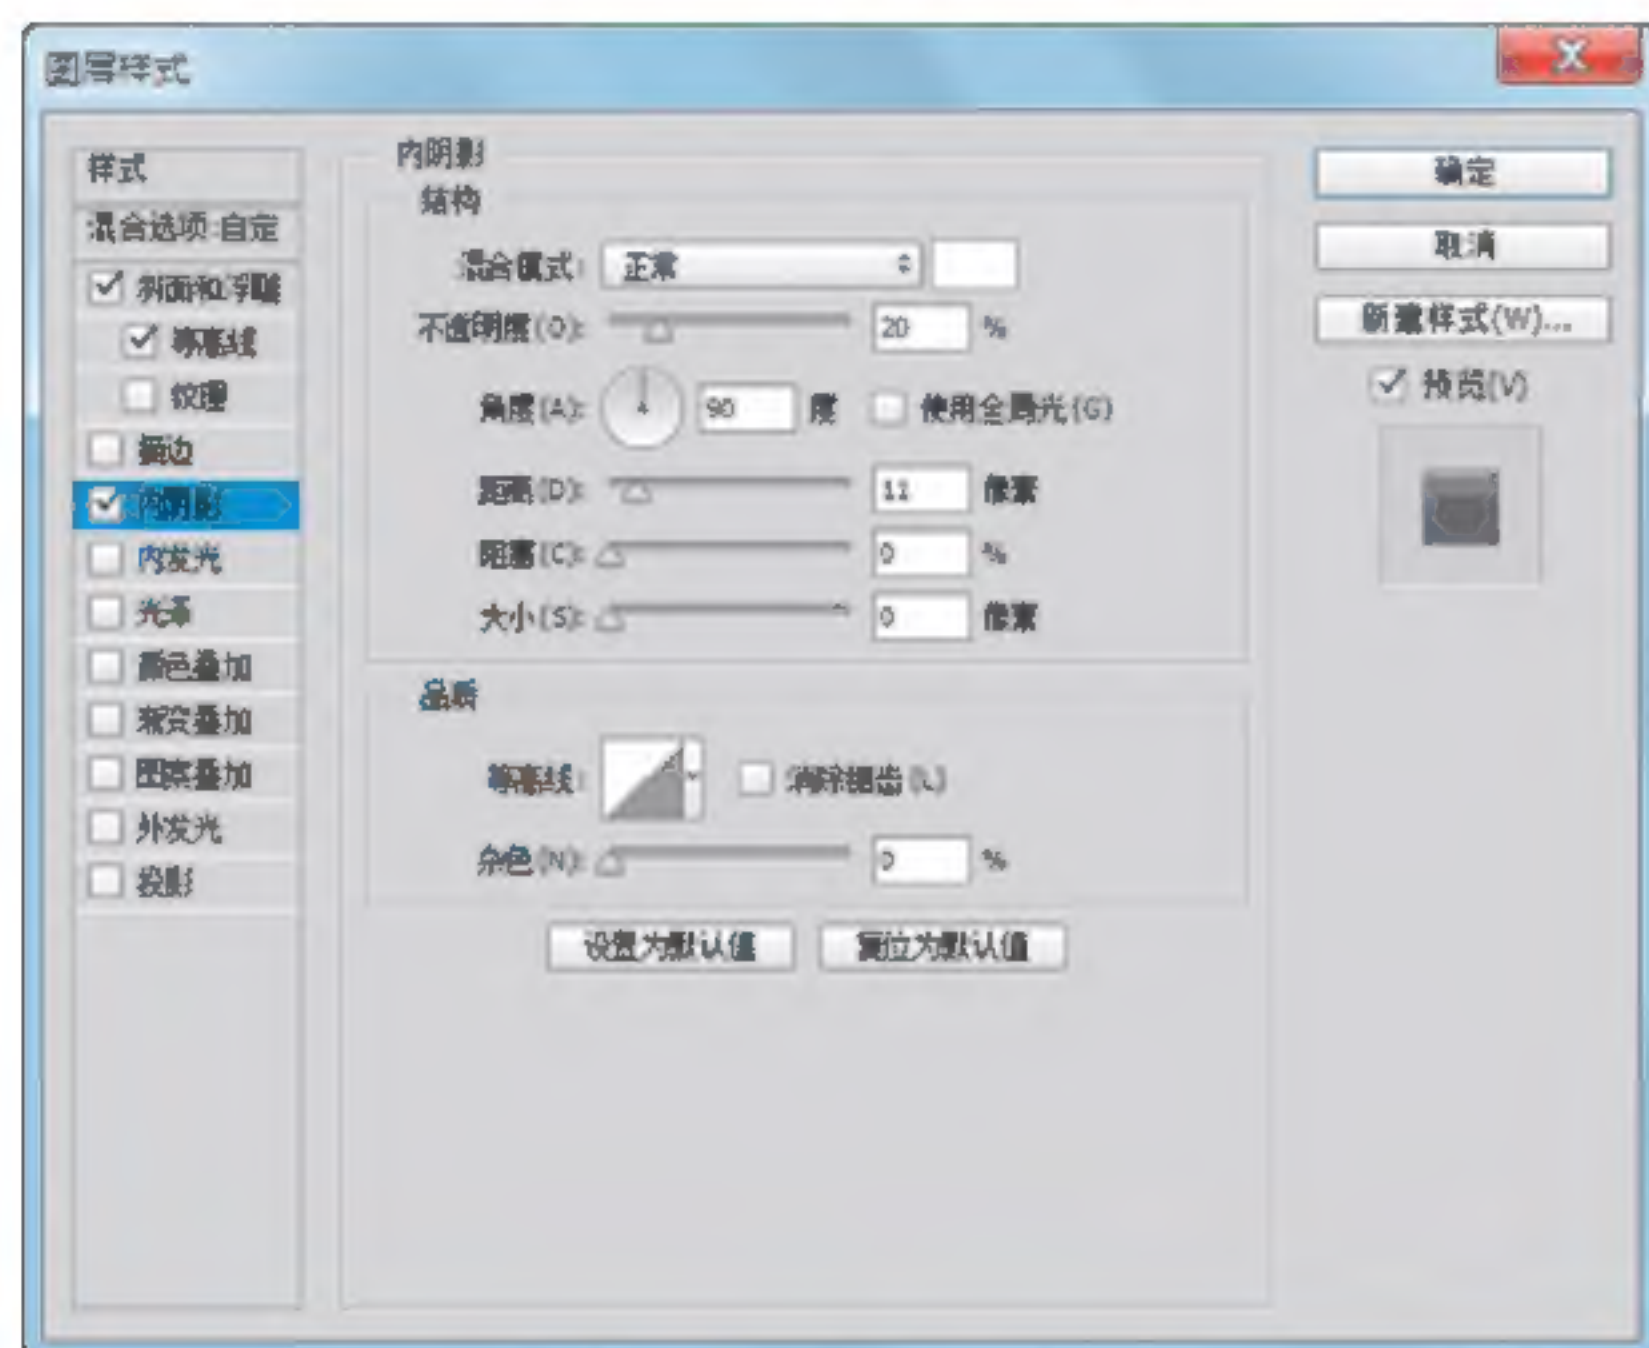 图层样式
样式
混合选项:自定
斜面和浮雕
等高线
纹理
描边
内阴影
内发光
光泽
颜色叠加
渐变叠加
图案叠加
外发光
投影
内阴影
结构
混合模式: 正常
不透明度(O): 20 %
角度(A): 90 度 使用全局光(G)
距离(D): 11 像素
阻塞(C): 0 %
大小(S): 0 像素
品质
等高线: 消除锯齿(L)
杂色(N): 0 %
设置为默认值 复位为默认值
确定
取消
新建样式(W)...
预览(V)